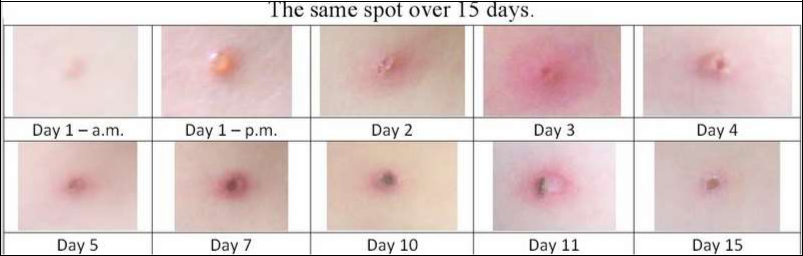 The same spot over 15 days.
Day 1 – a.m.
Day 1 – p.m.
Day 2
Day 3
Day 4
Day 5
Day 7
Day 10
Day 11
Day 15